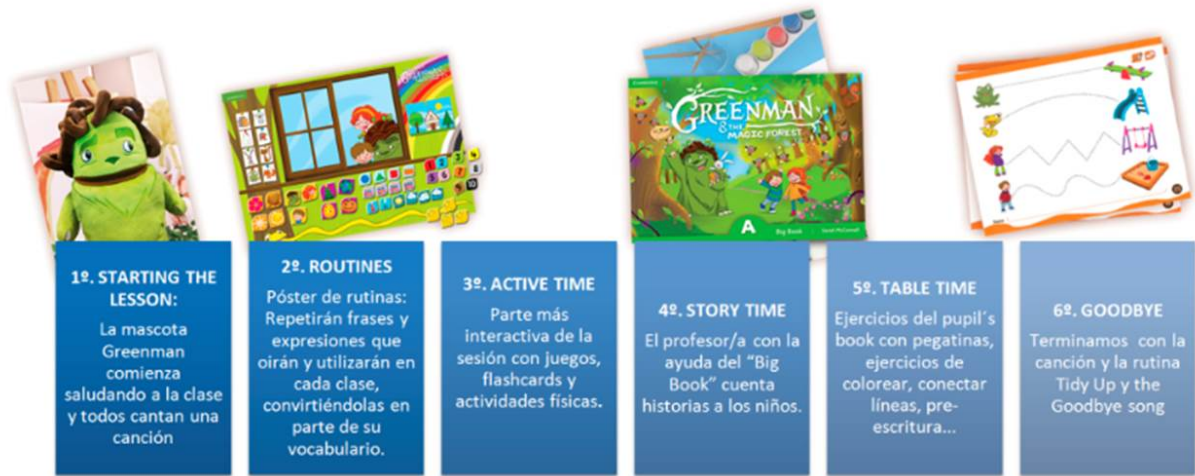 GREENMAN
& THE
MAGIC FOREST
A
Big Book
Sarah McConnell
1º. STARTING THE
LESSON:
La mascota
Greenman
comienza
saludando a la clase
y todos cantan una
canción
2º. ROUTINES
Póster de rutinas:
Repetirán frases y
expresiones que
oirán y utilizarán en
cada clase,
convirtiéndolas en
parte de su
vocabulario.
3º. ACTIVE TIME
Parte más
interactiva de la
sesión con juegos,
flashcards y
actividades físicas.
4º. STORY TIME
El profesor/a con la
ayuda del “Big
Book” cuenta
historias a los niños.
5º. TABLE TIME
Ejercicios del pupil´s
book con pegatinas,
ejercicios de
colorear, conectar
líneas, pre-
escritura...
6º. GOODBYE
Terminamos con la
canción y la rutina
Tidy Up y the
Goodbye song